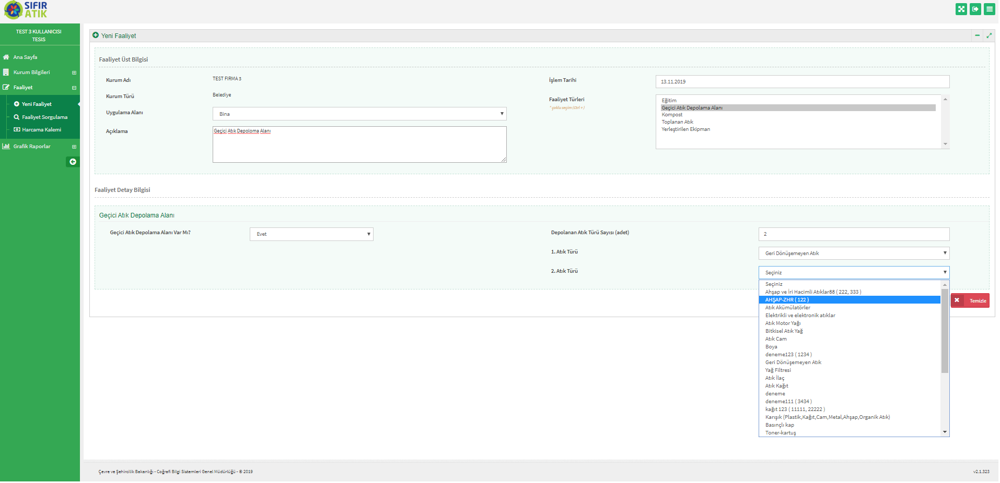 SIFIR
ATIK
TEST 3 KULLANICISI
TESIS
Ana Sayfa
Kurum Bilgileri
Faaliyet
Yeni Faaliyet
Faaliyet Sorgulama
Harcama Kalemi
Grafik Raporlar
Yeni Faaliyet
Faaliyet Üst Bilgisi
Kurum Adı
TEST FIRMA 3
Kurum Türü
Belediye
Uygulama Alanı
Bina
Açıklama
Geçici Atık Depoloma Alanı
İşlem Tarihi
13.11.2019
Faaliyet Türleri
* çoklu seçim (Ctrl + )
Eğitim
Geçici Atık Depolama Alanı
Kompost
Toplanan Atık
Yerleştirilen Ekipman
Faaliyet Detay Bilgisi
Geçici Atık Depolama Alanı
Geçici Atık Depolama Alanı Var Mı?
Evet
Depolanan Atık Türü Sayısı (adet)
2
1. Atık Türü
Geri Dönüşemeyen Atık
2. Atık Türü
Seçiniz
Seçiniz
Ahşap ve İri Hacimli Atıklar88 ( 222, 333 )
AHŞAP-ZHR ( 122 )
Atık Akümülatörler
Elektrikli ve elektronik atıklar
Atık Motor Yağı
Bitkisel Atık Yağ
Atık Cam
Boya
deneme123 ( 1234 )
Geri Dönüşemeyen Atık
Yağ Filtresi
Atık İlaç
Atık Kağıt
deneme
deneme111 ( 3434 )
kağıt 123 ( 11111, 22222 )
Karışık (Plastik,Kağıt,Cam,Metal,Ahşap,Organik Atık)
Basınçlı kap
Toner-kartuş
Temizle
Çevre ve Şehircilik Bakanlığı - Coğrafi Bilgi Sistemleri Genel Müdürlüğü - © 2019
v2.1.323